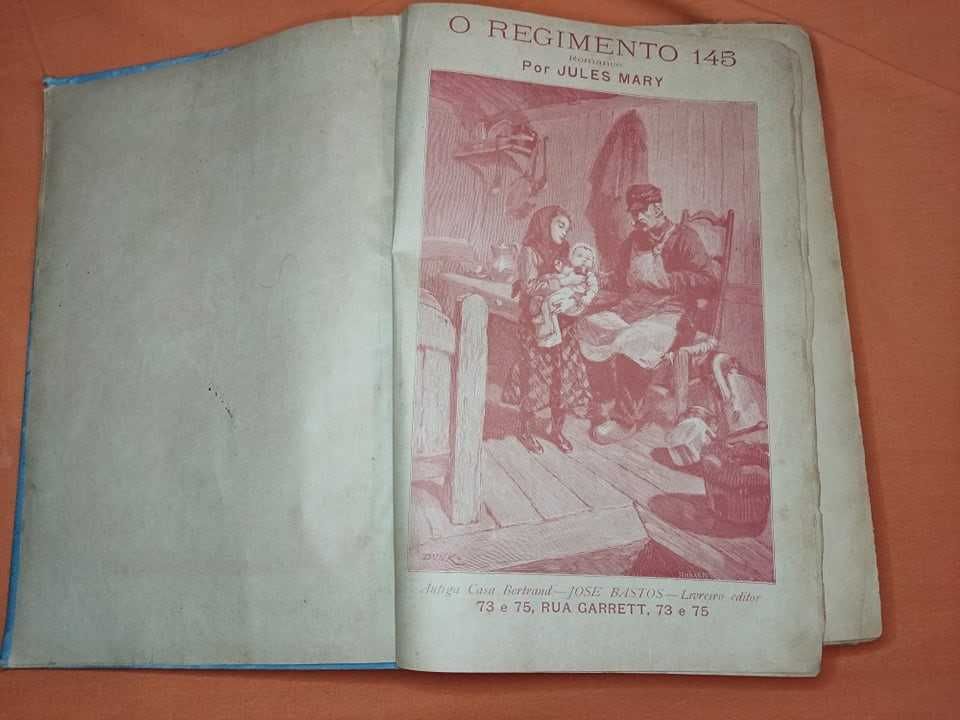 O REGIMENTO 145
Romance
Por JULES MARY
Antiga Casa Bertrand—JOSÉ BASTOS—Livreiro editor
73 e 75, RUA GARRETT, 73 e 75